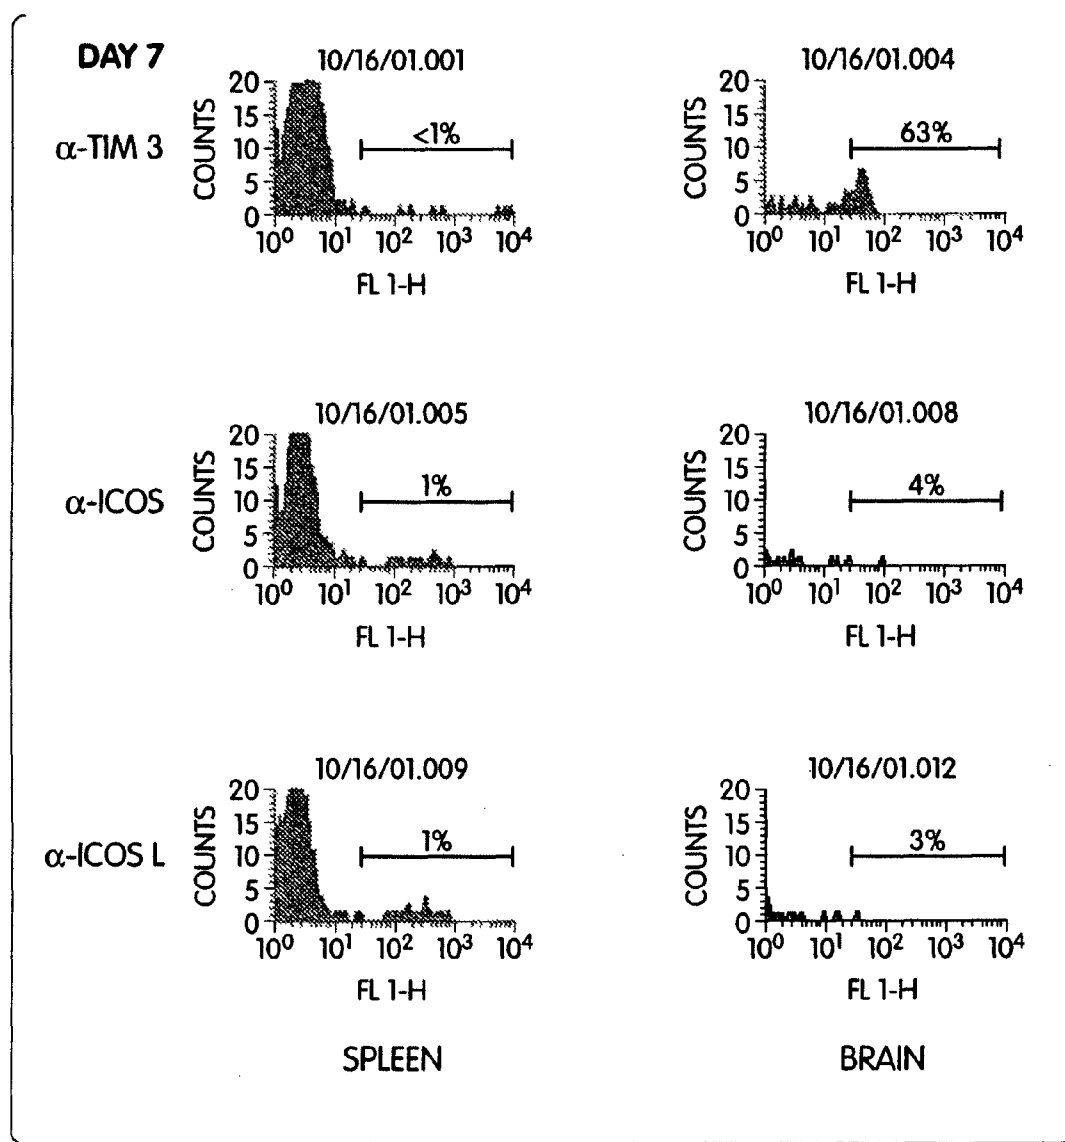 DAY 7
10/16/01.001
10/16/01.004
α-TIM 3
COUNTS
20
15
10
5
0
<1%
10⁰ 10¹ 10² 10³ 10⁴
FL 1-H
COUNTS
20
15
10
5
0
63%
10⁰ 10¹ 10² 10³ 10⁴
FL 1-H
10/16/01.005
10/16/01.008
α-ICOS
COUNTS
20
15
10
5
0
1%
10⁰ 10¹ 10² 10³ 10⁴
FL 1-H
COUNTS
20
15
10
5
0
4%
10⁰ 10¹ 10² 10³ 10⁴
FL 1-H
10/16/01.009
10/16/01.012
α-ICOS L
COUNTS
20
15
10
5
0
1%
10⁰ 10¹ 10² 10³ 10⁴
FL 1-H
COUNTS
20
15
10
5
0
3%
10⁰ 10¹ 10² 10³ 10⁴
FL 1-H
SPLEEN
BRAIN